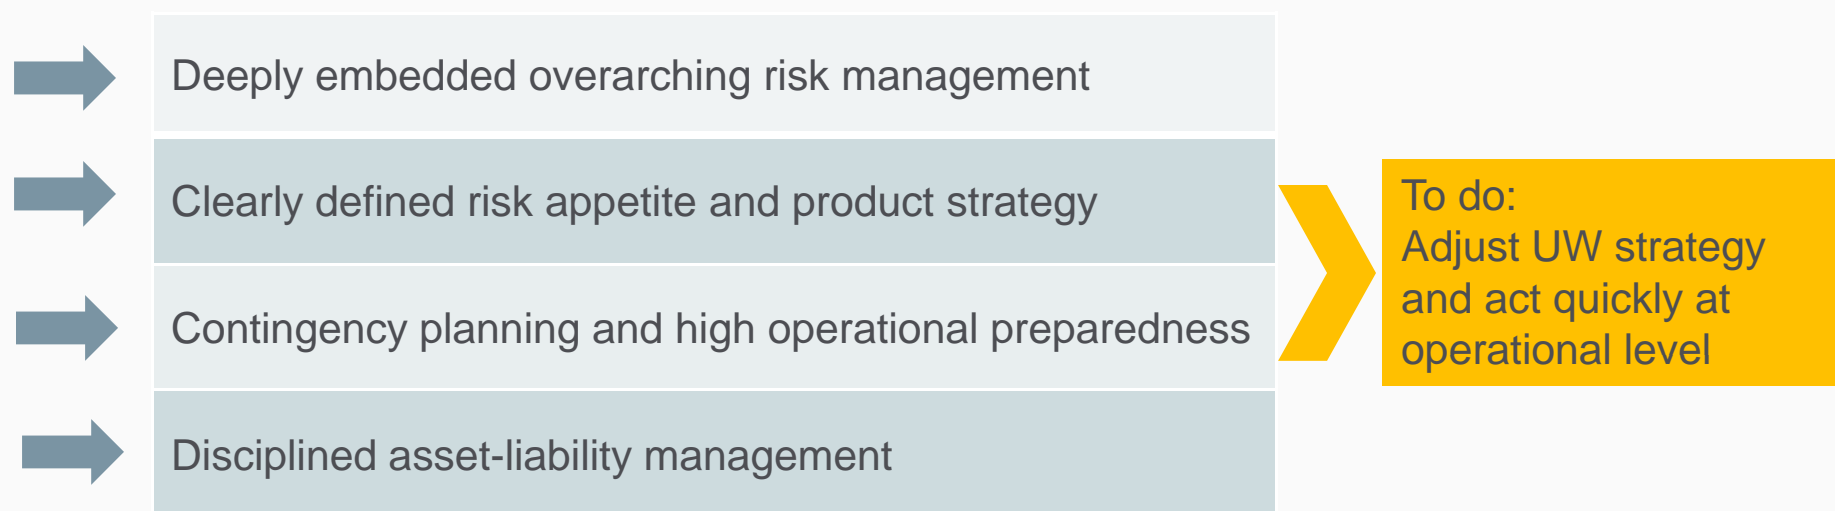 Deeply embedded overarching risk management
Clearly defined risk appetite and product strategy
Contingency planning and high operational preparedness
Disciplined asset-liability management
To do:
Adjust UW strategy
and act quickly at
operational level